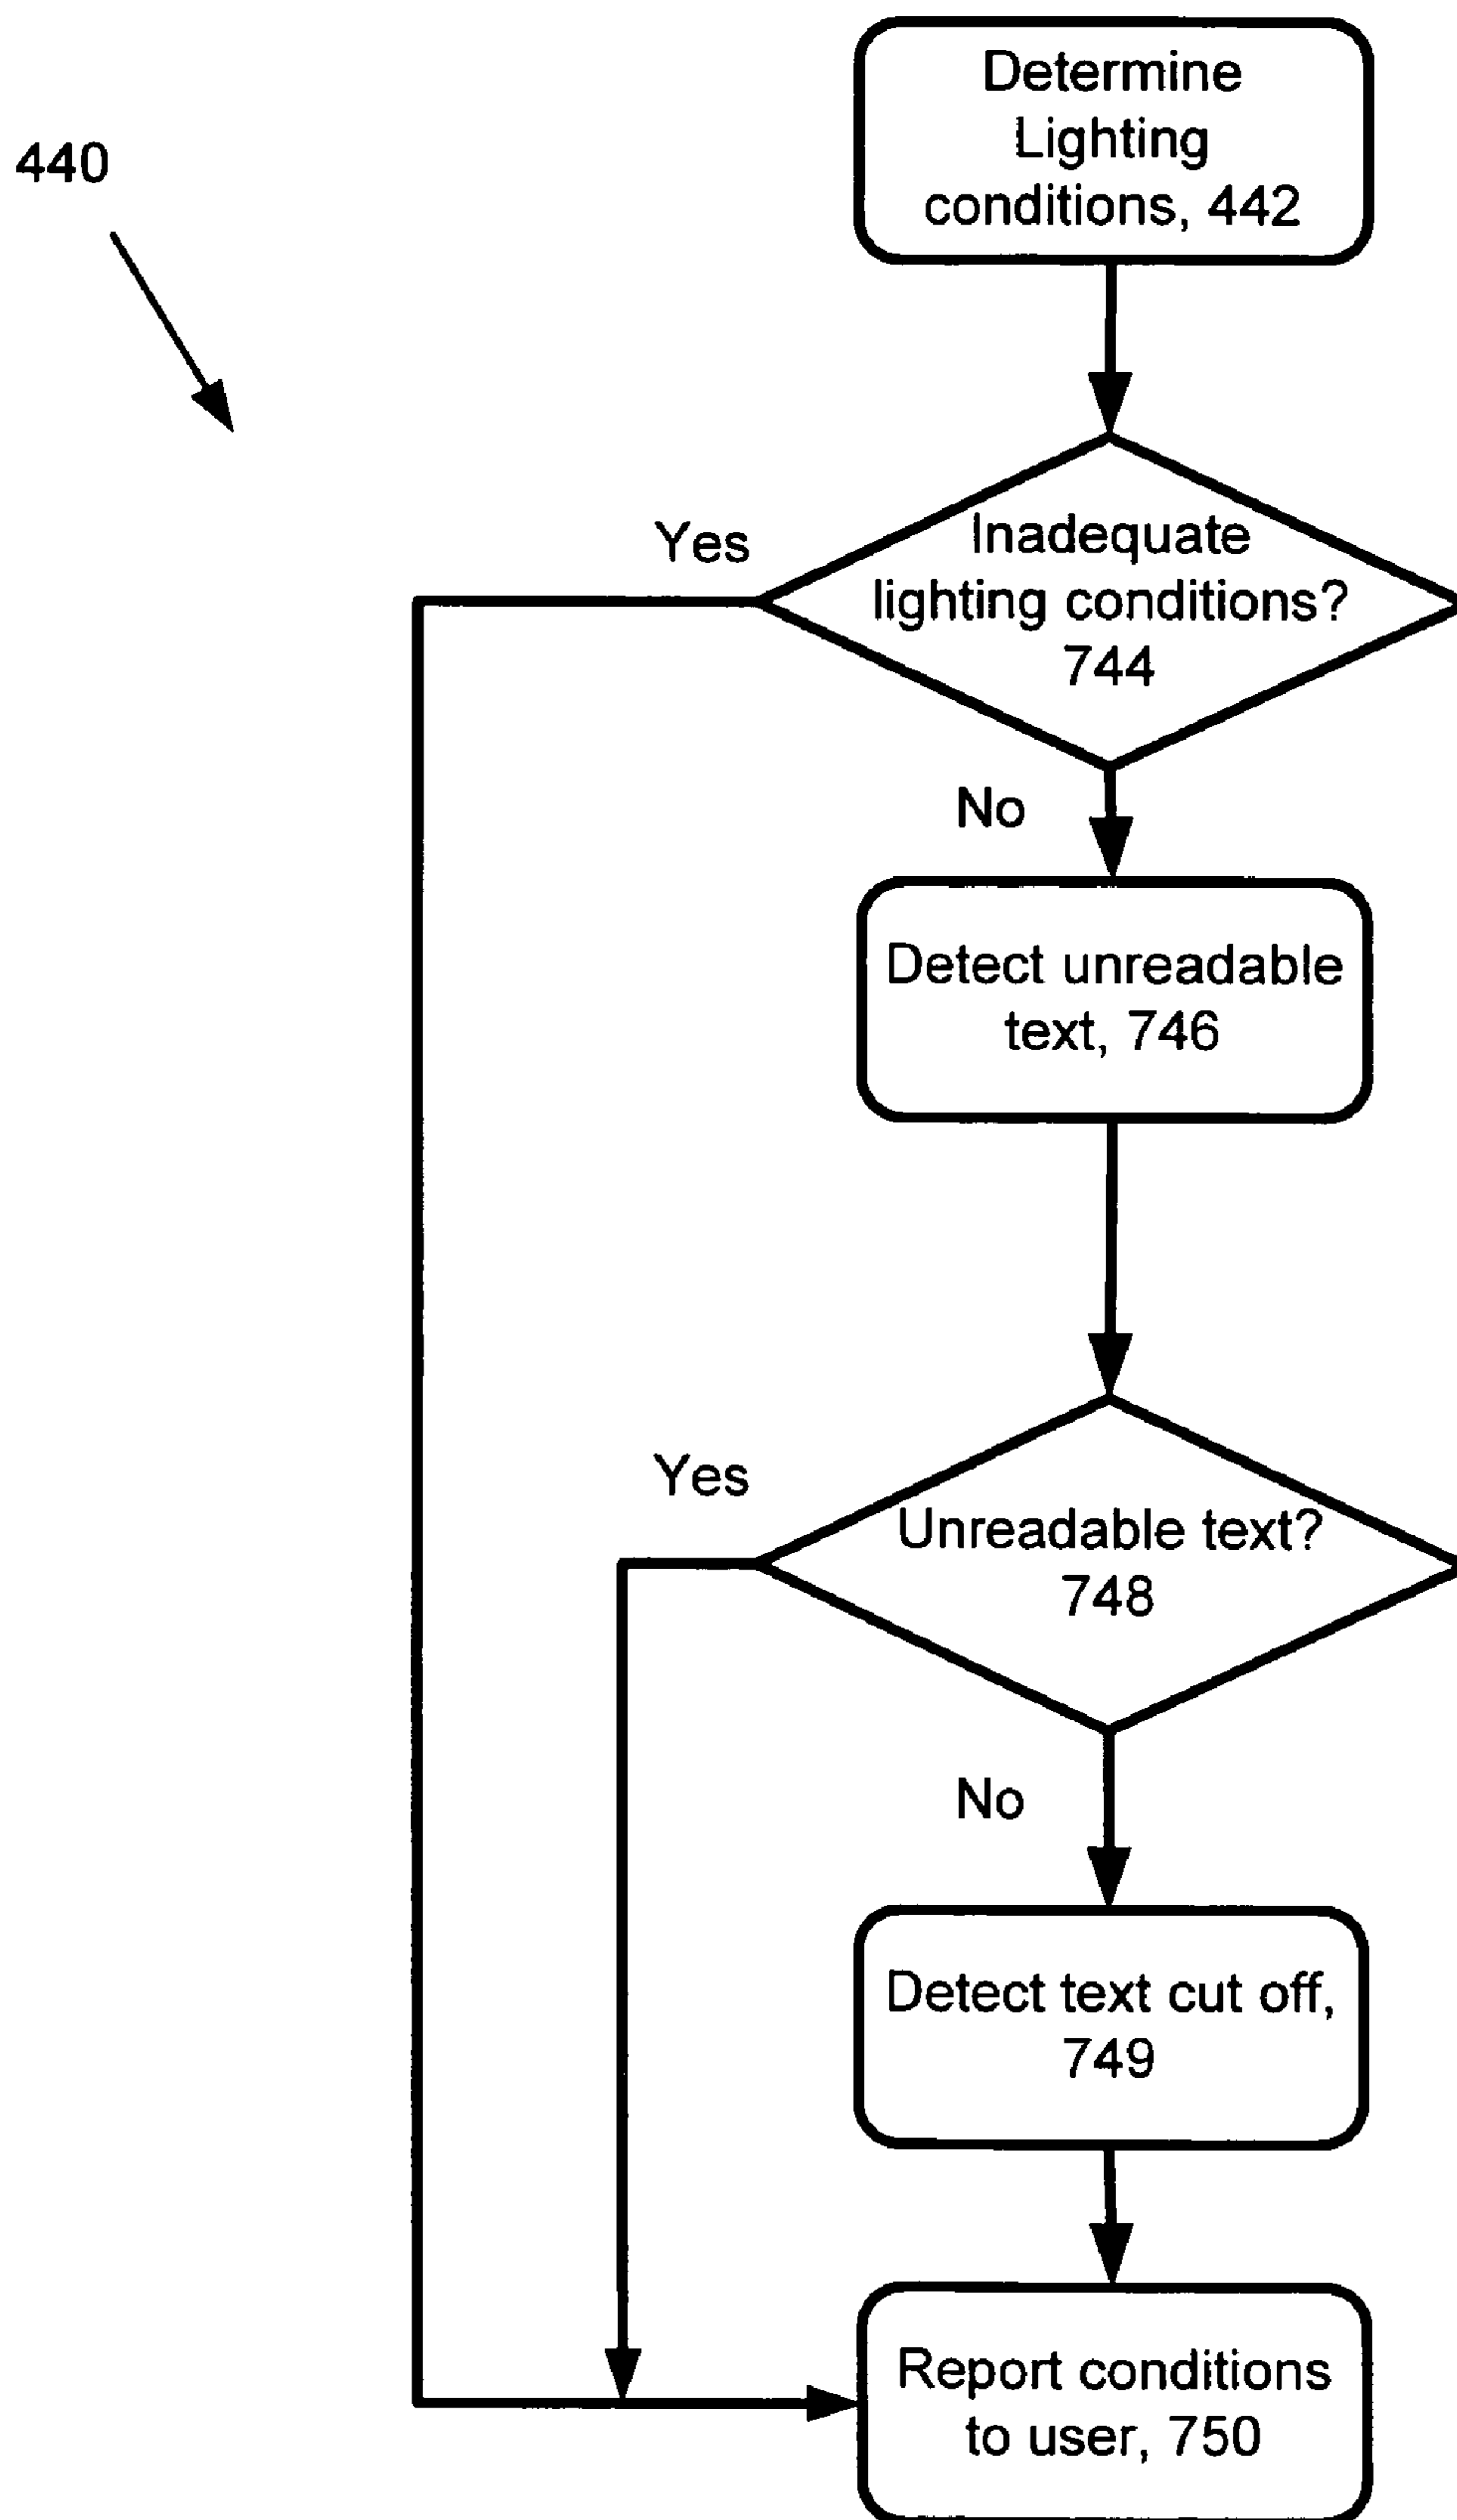 Determine
Lighting
conditions, 442
440
Yes
Inadequate
lighting conditions?
744
No
Detect unreadable
text, 746
Yes
Unreadable text?
748
No
Detect text cut off,
749
Report conditions
to user, 750